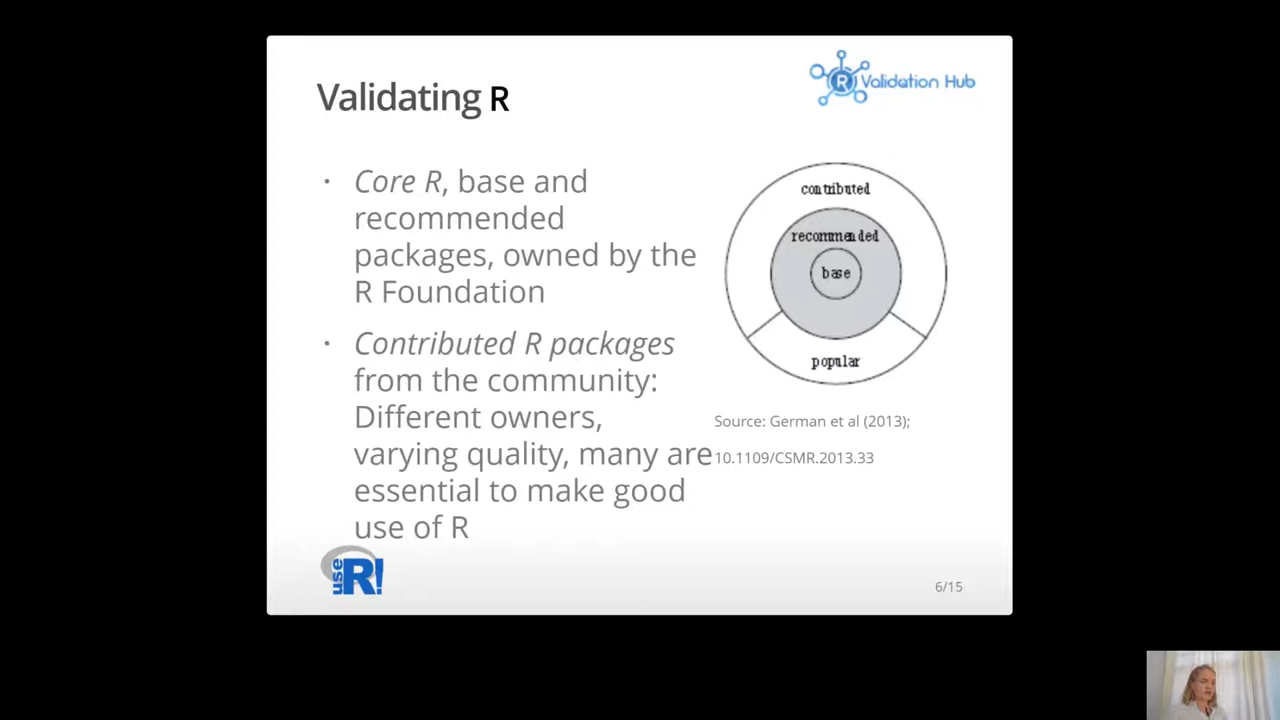 Validating R
R Validation Hub
· Core R, base and
recommended
packages, owned by the
R Foundation
· Contributed R packages
from the community:
Different owners,
varying quality, many are
essential to make good
use of R
contributed
recommended
base
popular
Source: German et al (2013);
10.1109/CSMR.2013.33
use R!
6/15